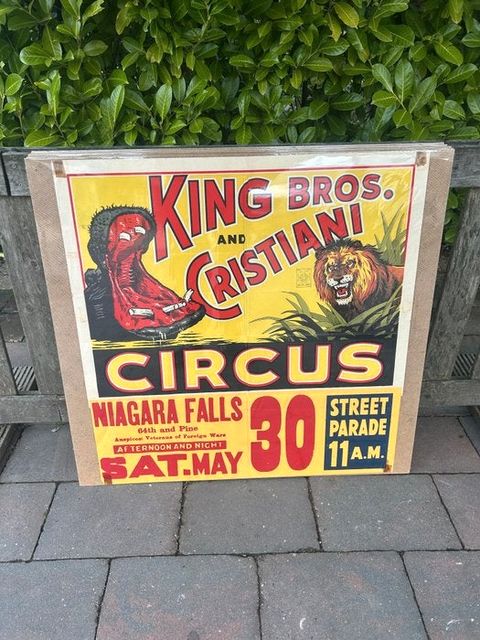 KING BROS.
AND
CRISTIANI
CIRCUS
NIAGARA FALLS
64th and Pine
Auspices: Veterans of Foreign Wars
AFTERNOON AND NIGHT
SAT. MAY
30
STREET
PARADE
11 A.M.